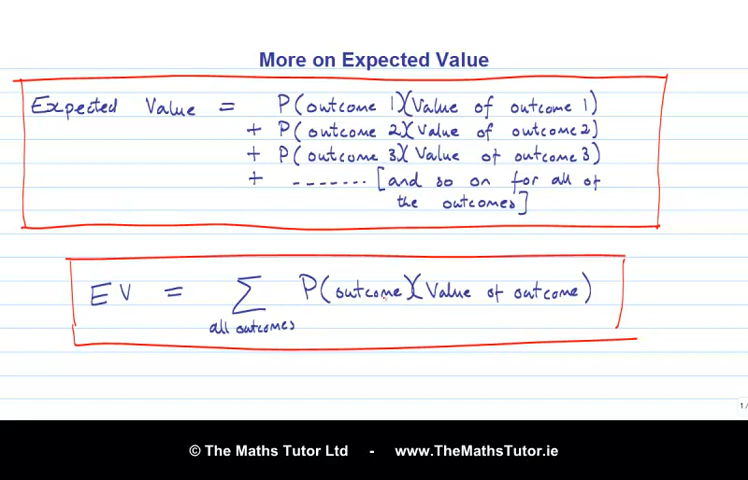 More on Expected Value
Expected Value = P(outcome 1)(Value of outcome 1)
+ P(outcome 2)(Value of outcome 2)
+ P(outcome 3)(Value of outcome 3)
+ ....... [and so on for all of
the outcomes]
EV = ∑ P(outcome)(Value of outcome)
all outcomes
1/
© The Maths Tutor Ltd - www.TheMathsTutor.ie